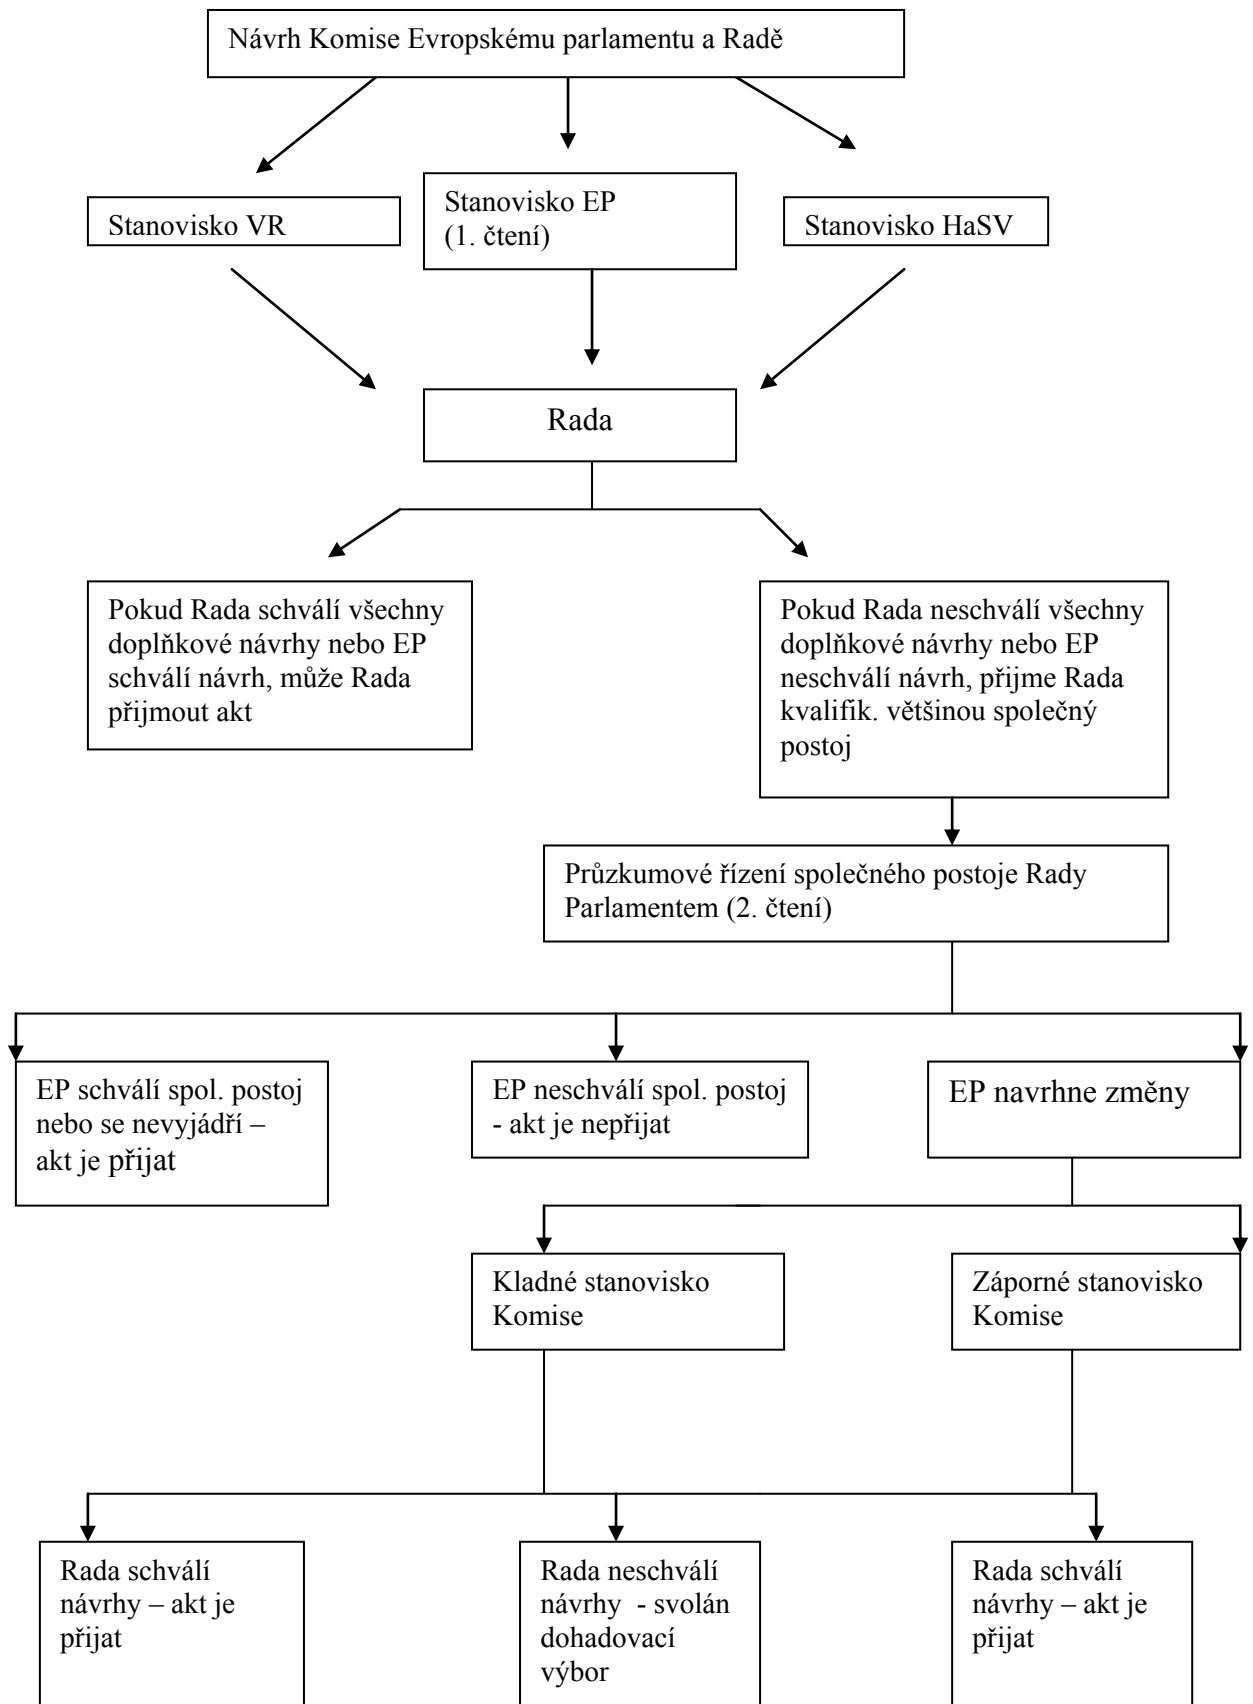 Návrh Komise Evropskému parlamentu a Radě
Stanovisko VR
Stanovisko EP
(1. čtení)
Stanovisko HaSV
Rada
Pokud Rada schválí všechny
doplňkové návrhy nebo EP
schválí návrh, může Rada
přijmout akt
Pokud Rada neschválí všechny
doplňkové návrhy nebo EP
neschválí návrh, přijme Rada
kvalifik. většinou společný
postoj
Průzkumové řízení společného postoje Rady
Parlamentem (2. čtení)
EP schválí spol. postoj
nebo se nevyjádří –
akt je přijat
EP neschválí spol. postoj
- akt je nepřijat
EP navrhne změny
Kladné stanovisko
Komise
Záporné stanovisko
Komise
Rada schválí
návrhy – akt je
přijat
Rada neschválí
návrhy - svolán
dohadovací
výbor
Rada schválí
návrhy – akt je
přijat